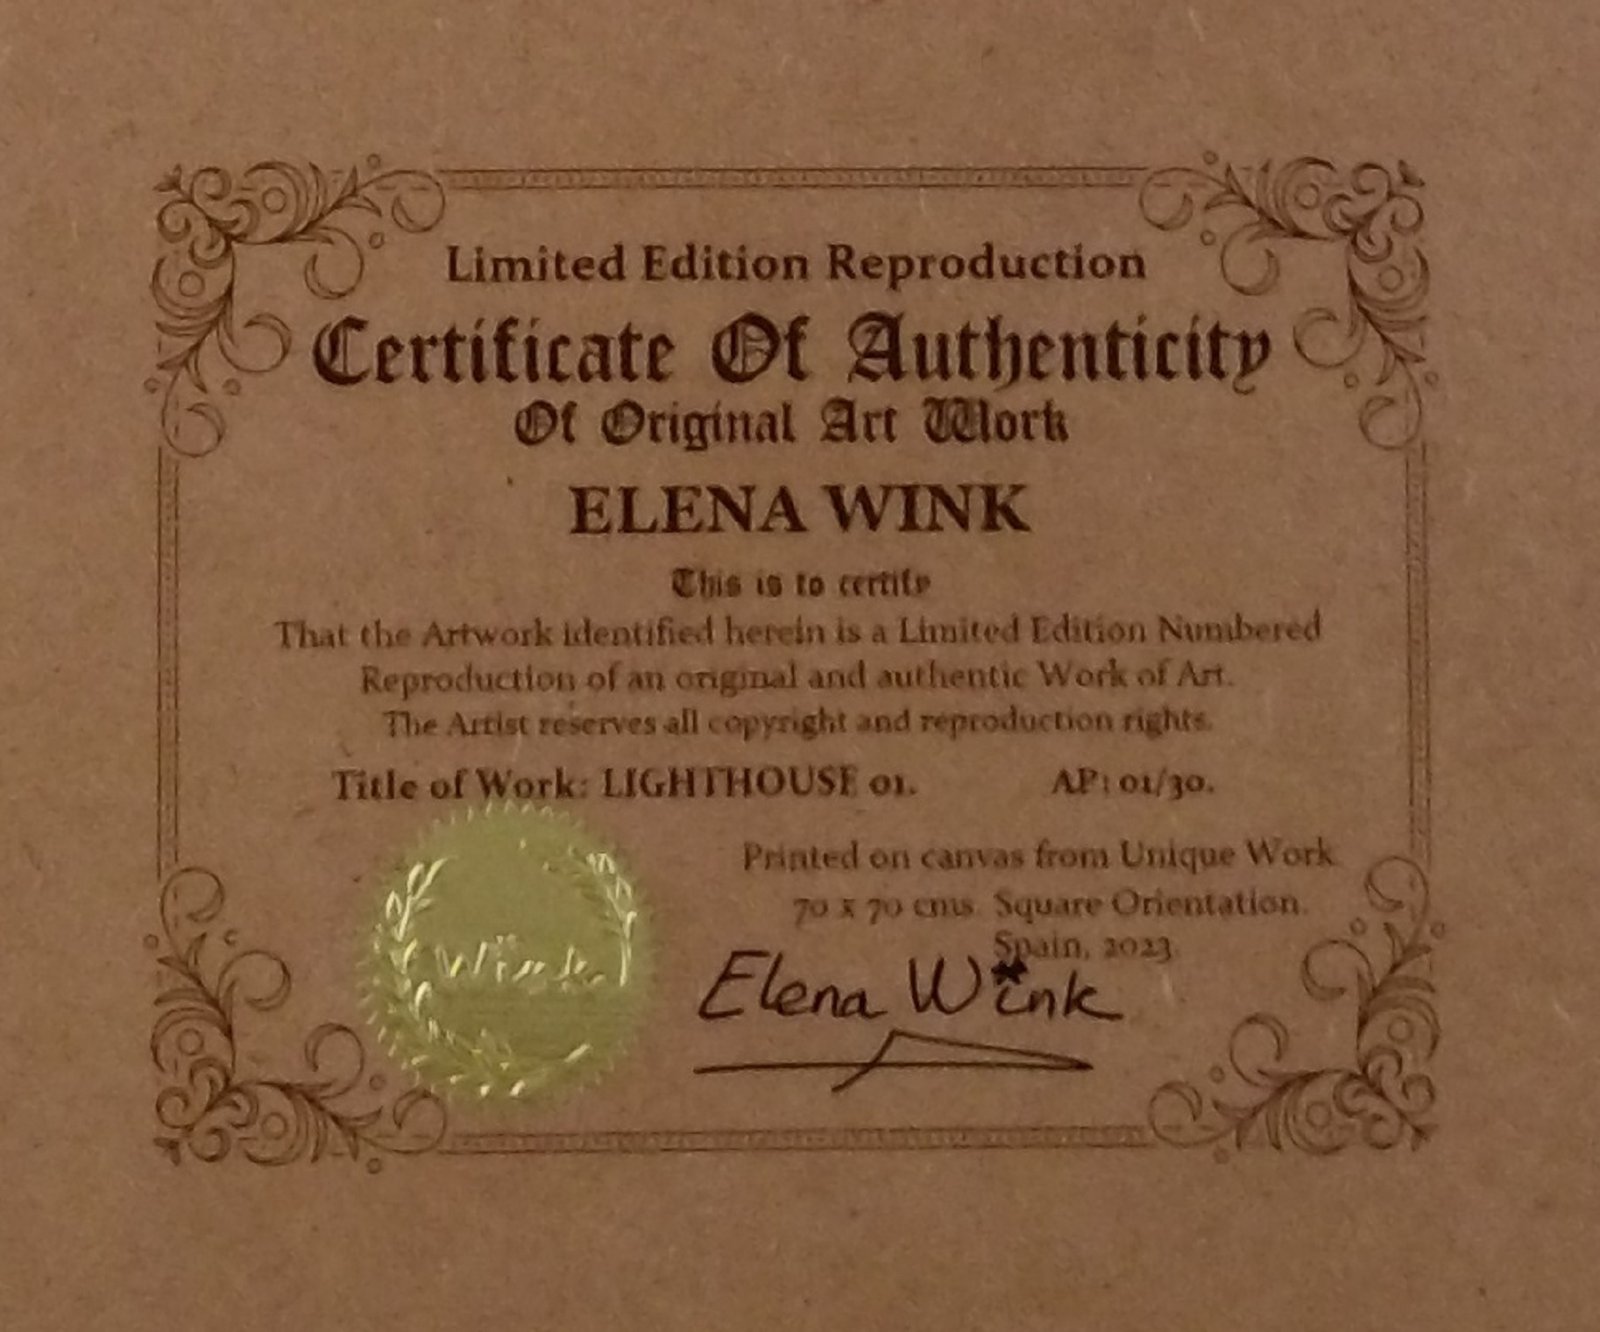 Limited Edition Reproduction
Certificate Of Authenticity
Of Original Art Work
ELENA WINK
This is to certify
That the Artwork identified herein is a Limited Edition Numbered
Reproduction of an original and authentic Work of Art.
The Artist reserves all copyright and reproduction rights.
Title of Work: LIGHTHOUSE 01. AP: 01/30.
Printed on canvas from Unique Work
70 x 70 cms. Square Orientation.
Spain, 2023.
Wink
Elena Wink